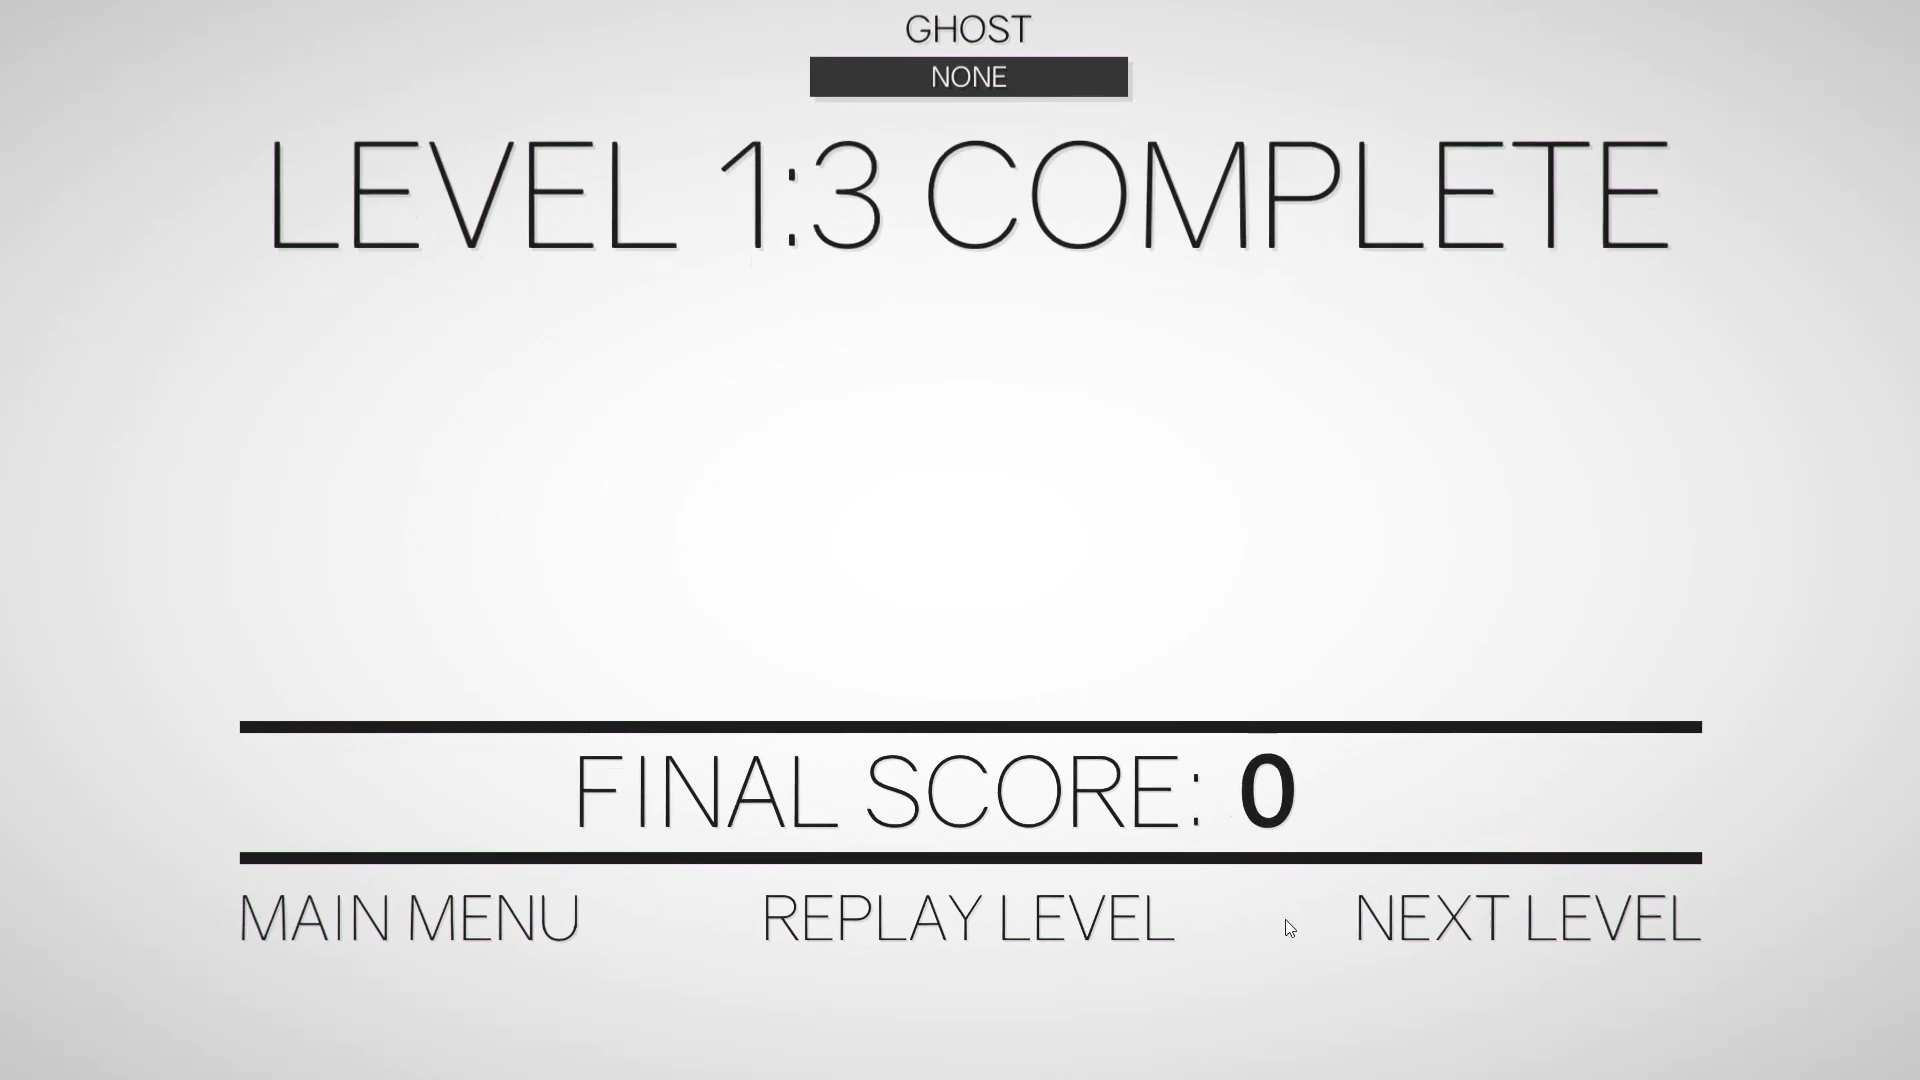 GHOST
NONE
LEVEL 1:3 COMPLETE
FINAL SCORE: 0
MAIN MENU
REPLAY LEVEL
NEXT LEVEL